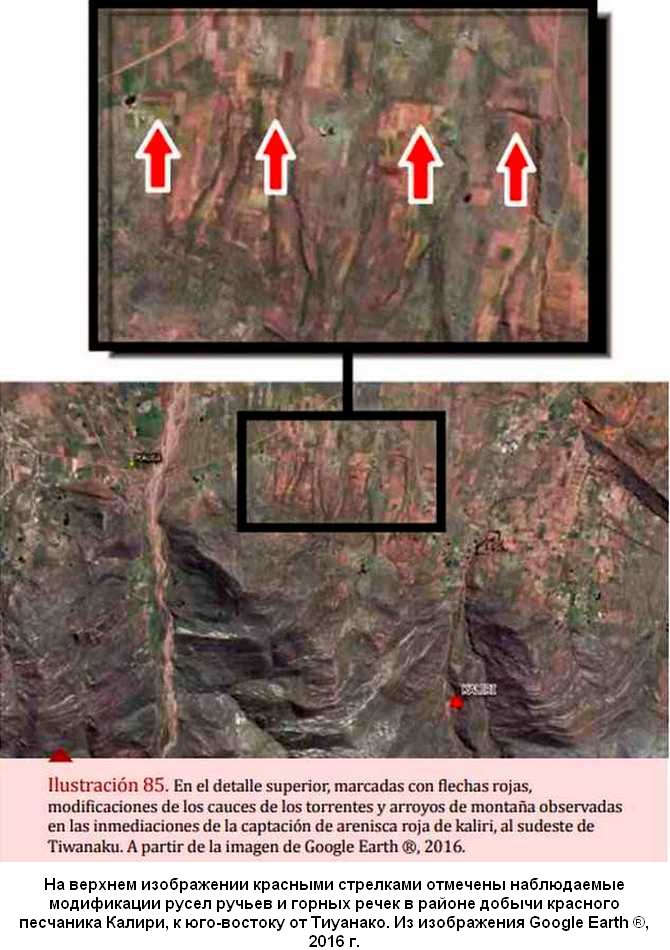 KALIRI
Ilustración 85. En el detalle superior, marcadas con flechas rojas,
modificaciones de los cauces de los torrentes y arroyos de montaña observadas
en las inmediaciones de la captación de arenisca roja de kaliri, al sudeste de
Tiwanaku. A partir de la imagen de Google Earth ®, 2016.
На верхнем изображении красными стрелками отмечены наблюдаемые
модификации русел ручьев и горных речек в районе добычи красного
песчаника Калири, к юго-востоку от Тиуанако. Из изображения Google Earth ®,
2016 г.